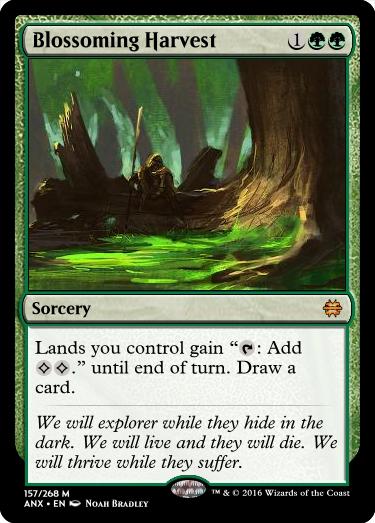 Blossoming Harvest 1
Sorcery
Lands you control gain “: Add
.” until end of turn. Draw a
card.
We will explorer while they hide in the
dark. We will live and they will die. We
will thrive while they suffer.
157/268 M
ANX • EN Noah Bradley
™ & © 2016 Wizards of the Coast